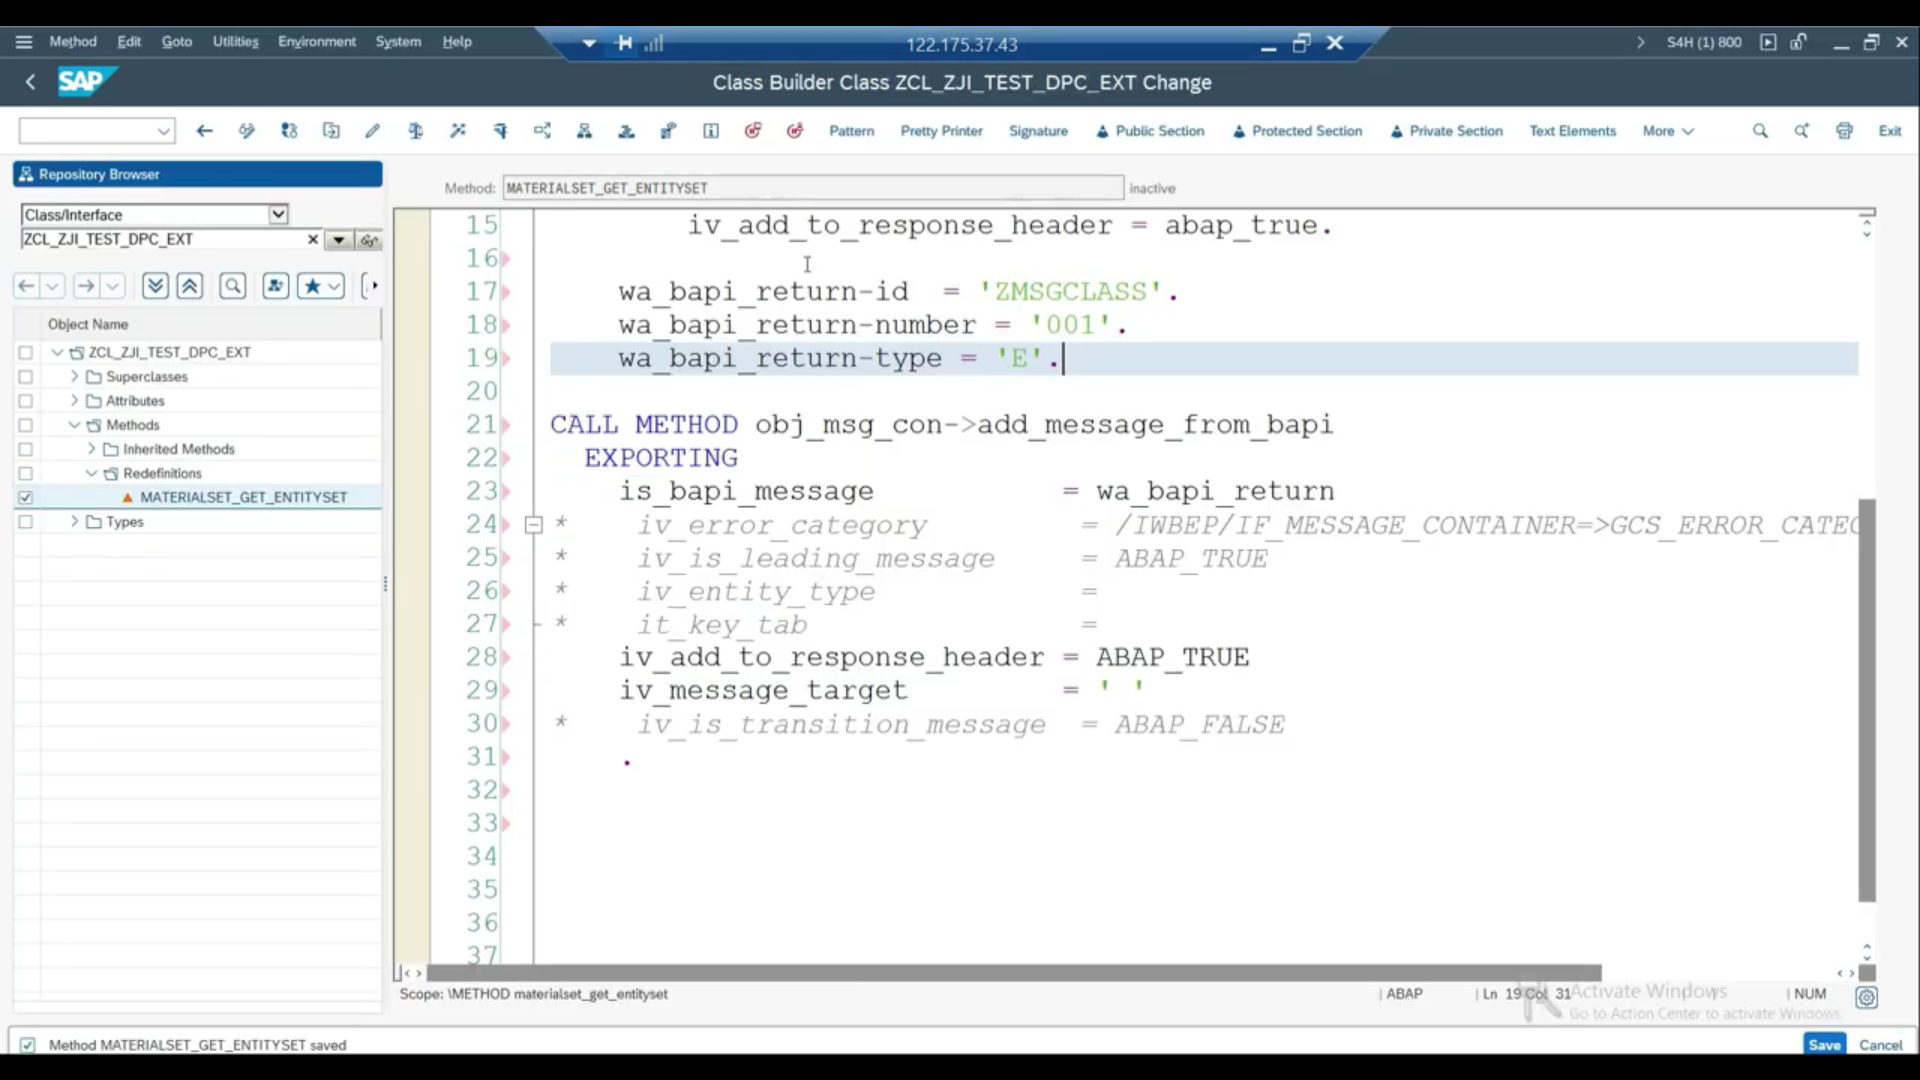 Method Edit Goto Utilities Environment System Help
122.175.37.43
S4H (1) 800
SAP
Class Builder Class ZCL_ZJI_TEST_DPC_EXT Change
Pattern Pretty Printer Signature Public Section Protected Section Private Section Text Elements More Exit
Repository Browser
Class/Interface
ZCL_ZJI_TEST_DPC_EXT
Object Name
ZCL_ZJI_TEST_DPC_EXT
Superclasses
Attributes
Methods
Inherited Methods
Redefinitions
MATERIALSET_GET_ENTITYSET
Types
Method: MATERIALSET_GET_ENTITYSET inactive
15 iv_add_to_response_header = abap_true.
16
17 wa_bapi_return-id = 'ZMSGCLASS'.
18 wa_bapi_return-number = '001'.
19 wa_bapi_return-type = 'E'.
20
21 CALL METHOD obj_msg_con->add_message_from_bapi
22 EXPORTING
23 is_bapi_message = wa_bapi_return
24 * iv_error_category = /IWBEP/IF_MESSAGE_CONTAINER=>GCS_ERROR_CATEG
25 * iv_is_leading_message = ABAP_TRUE
26 * iv_entity_type =
27 * it_key_tab =
28 iv_add_to_response_header = ABAP_TRUE
29 iv_message_target = ' '
30 * iv_is_transition_message = ABAP_FALSE
31 .
32
33
34
35
36
37
Scope: \METHOD materialset_get_entityset ABAP Ln 19 Col 31 NUM
Activate Windows
Go to Action Center to activate Windows.
Method MATERIALSET_GET_ENTITYSET saved
Save Cancel